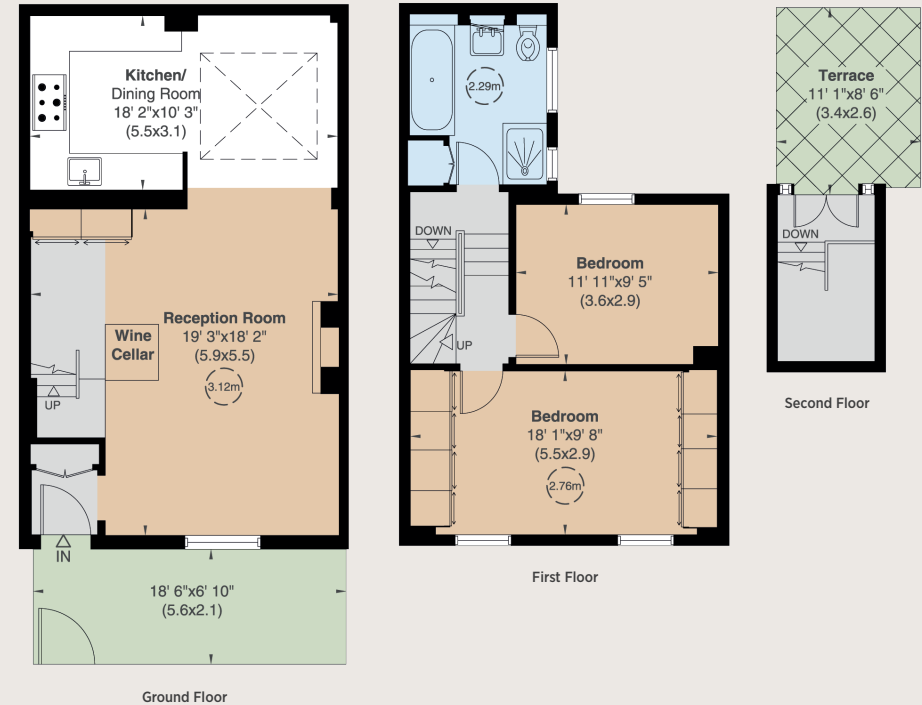 Kitchen/
Dining Room
18' 2"x10' 3"
(5.5x3.1)
Reception Room
19' 3"x18' 2"
(5.9x5.5)
3.12m
Wine
Cellar
UP
IN
18' 6"x6' 10"
(5.6x2.1)
Ground Floor
2.29m
DOWN
UP
Bedroom
11' 11"x9' 5"
(3.6x2.9)
Bedroom
18' 1"x9' 8"
(5.5x2.9)
2.76m
First Floor
Terrace
11' 1"x8' 6"
(3.4x2.6)
DOWN
Second Floor